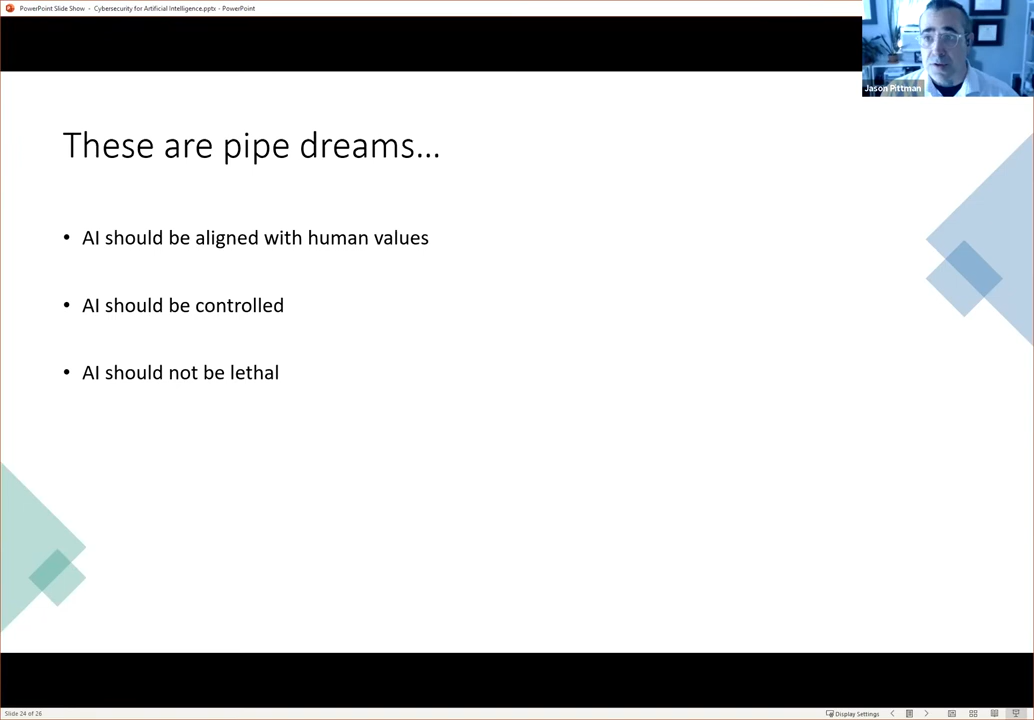 PowerPoint Slide Show - Cybersecurity for Artificial Intelligence.pptx - PowerPoint
Jason Pittman
These are pipe dreams...
• AI should be aligned with human values
• AI should be controlled
• AI should not be lethal
Slide 24 of 26
Display Settings